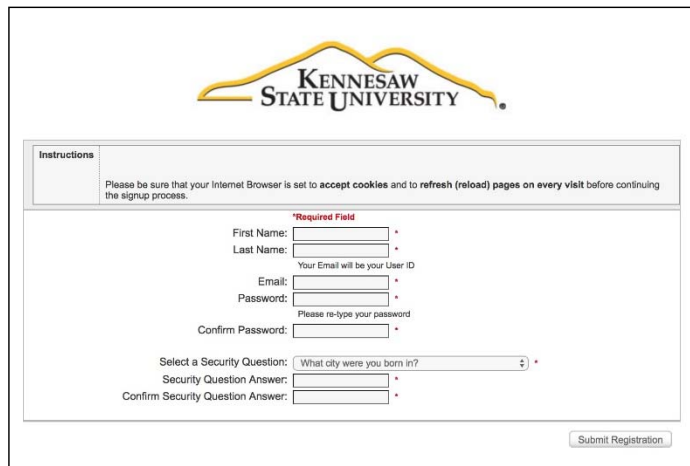 KENNESAW
STATE UNIVERSITY
Instructions
Please be sure that your Internet Browser is set to accept cookies and to refresh (reload) pages on every visit before continuing
the signup process.
*Required Field
First Name: *
Last Name: *
Your Email will be your User ID
Email: *
Password: *
Please re-type your password
Confirm Password: *
Select a Security Question: What city were you born in? *
Security Question Answer: *
Confirm Security Question Answer: *
Submit Registration